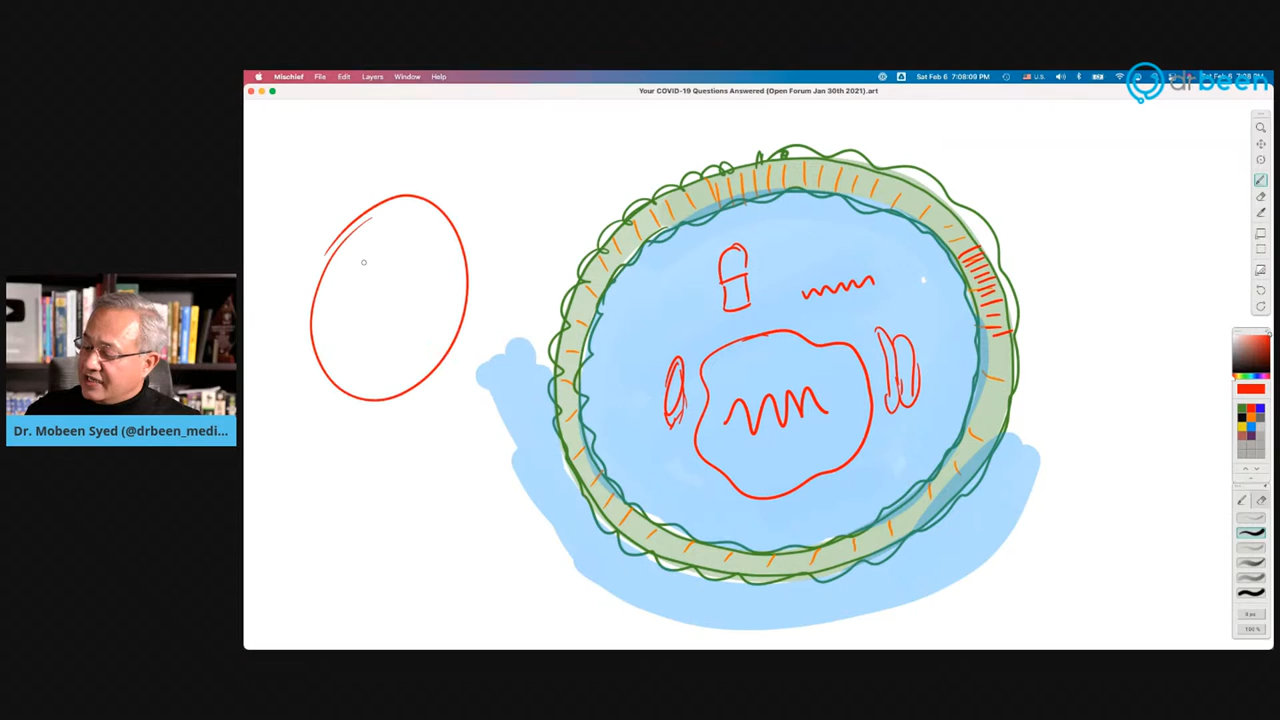 Mischief File Edit Layers Window Help
U.S.
Sat Feb 6 7:08:09 PM
Your COVID-19 Questions Answered (Open Forum Jan 30th 2021).art
drbeen
Dr. Mobeen Syed (@drbeen_medi...
100%